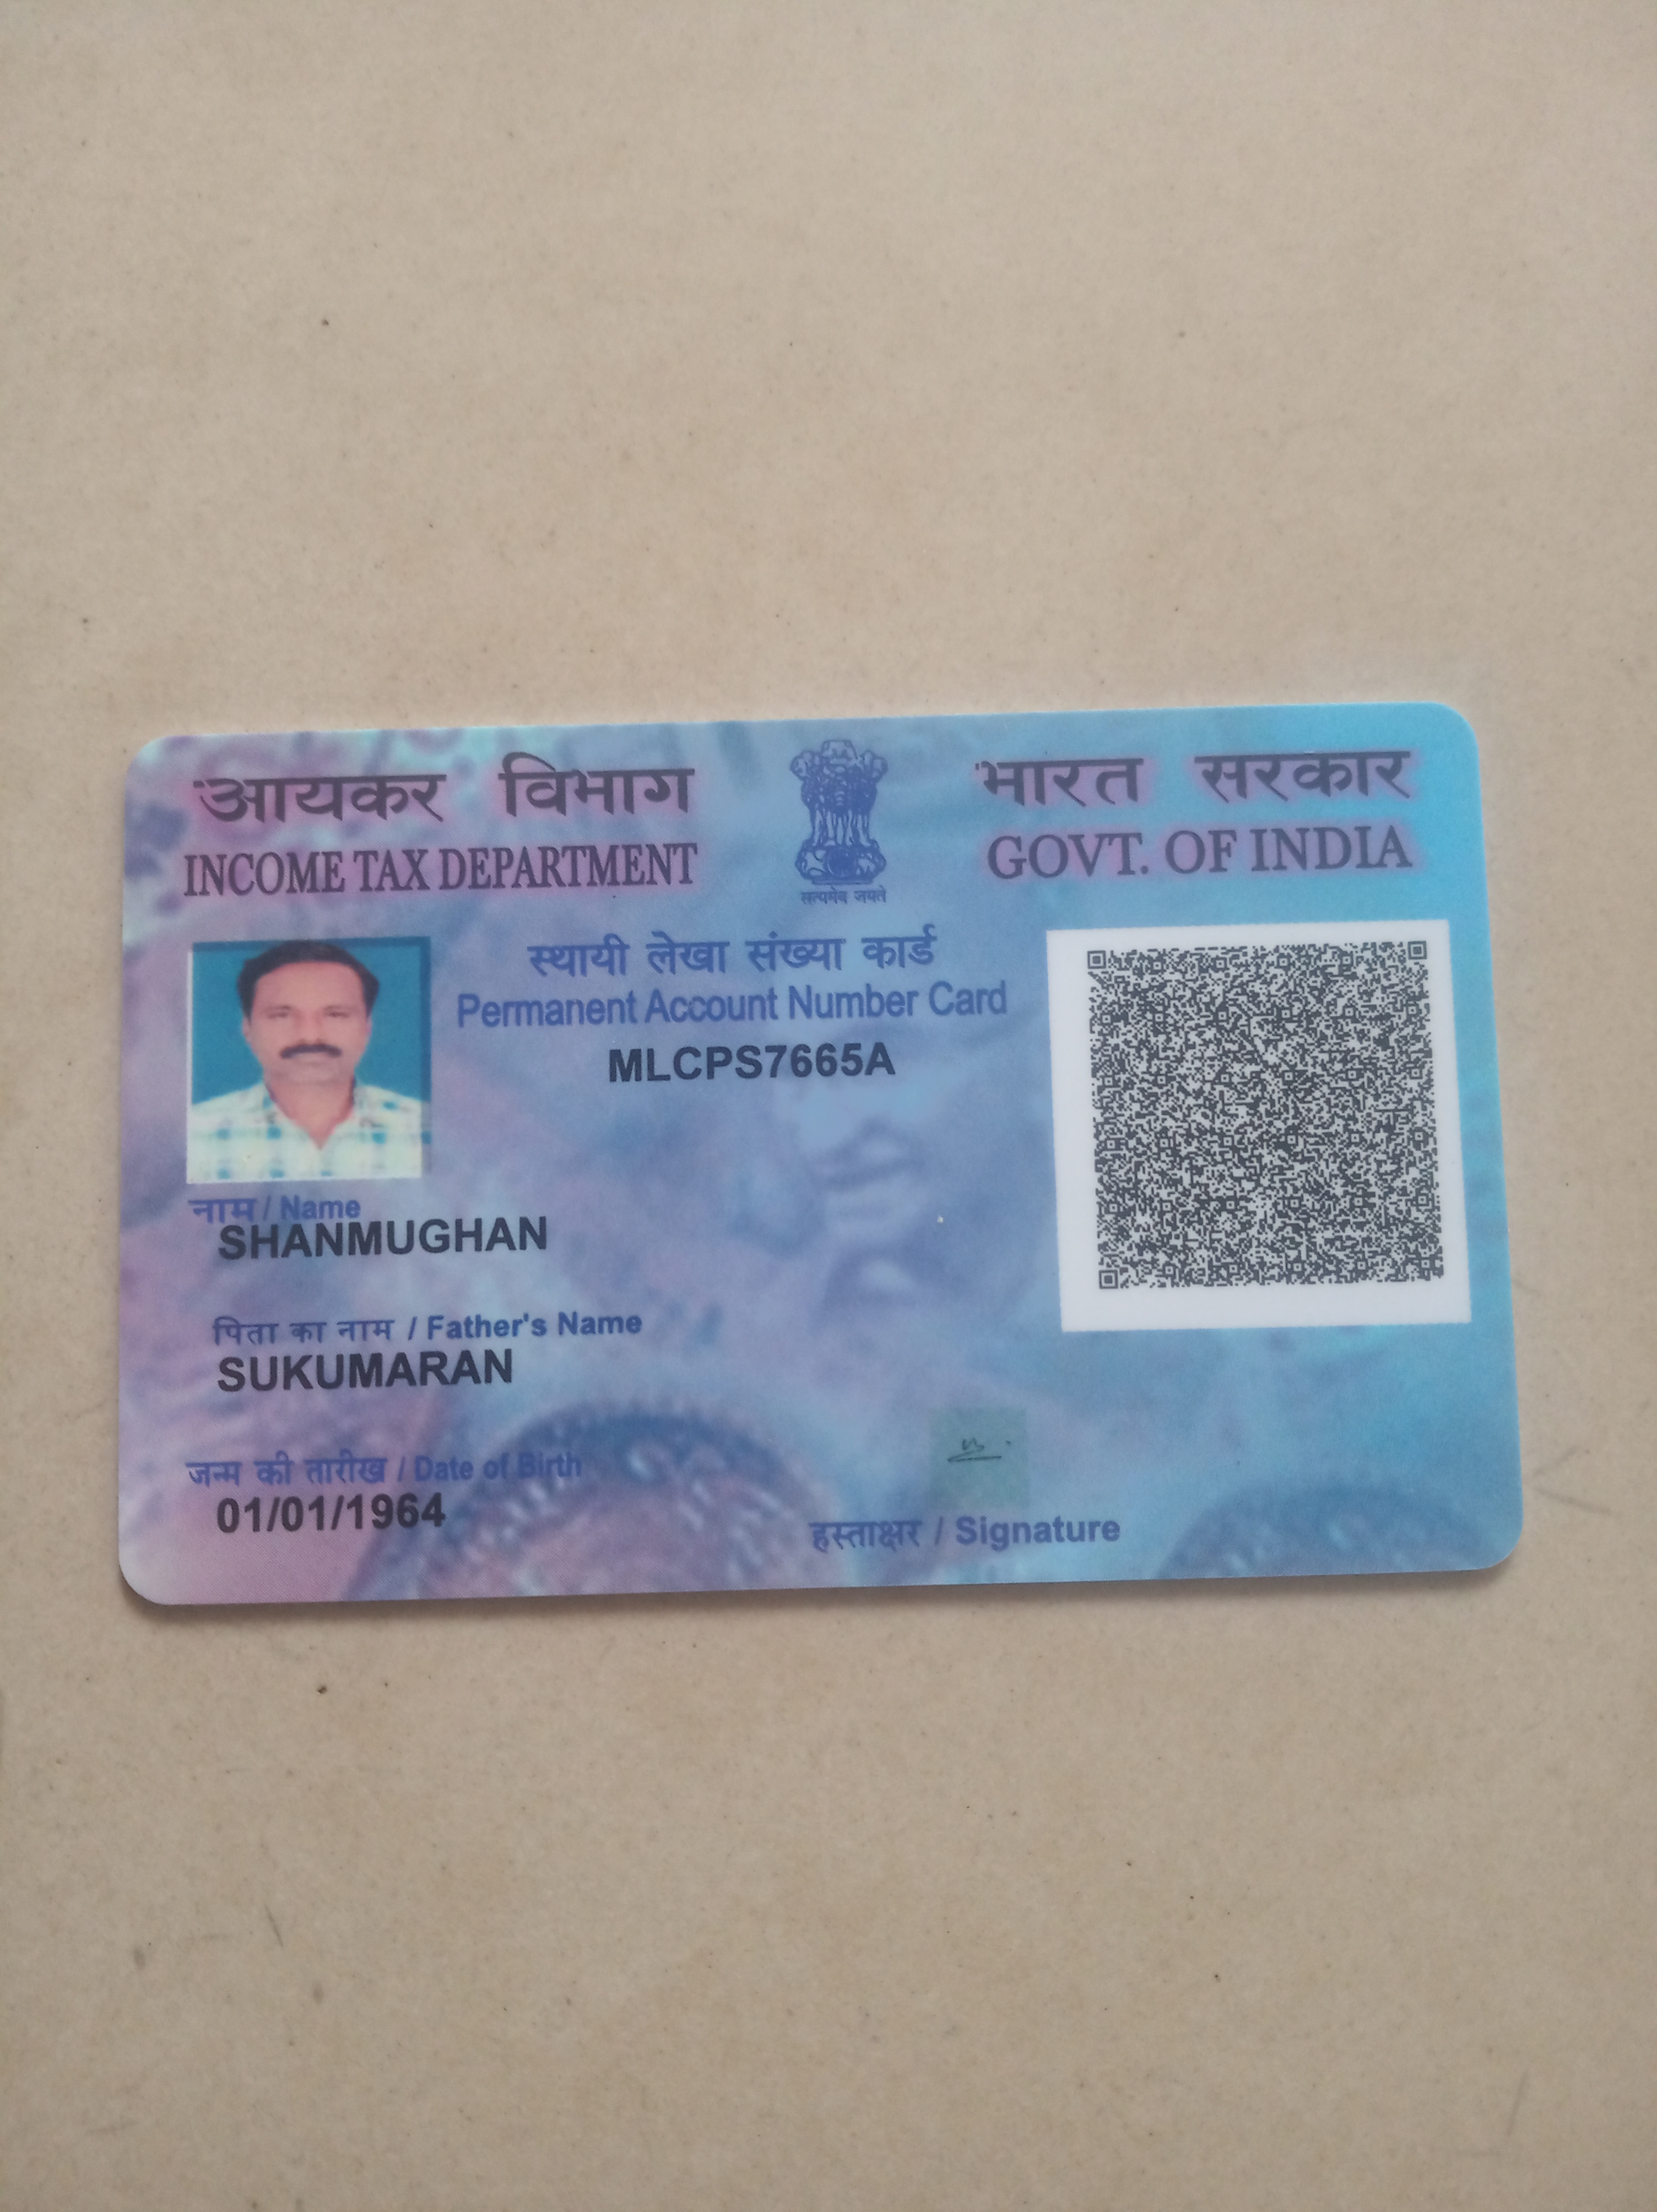 आयकर विभाग
INCOME TAX DEPARTMENT
सत्यमेव जयते
भारत सरकार
GOVT. OF INDIA
स्थायी लेखा संख्या कार्ड
Permanent Account Number Card
MLCPS7665A
नाम / Name
SHANMUGHAN
पिता का नाम / Father's Name
SUKUMARAN
जन्म की तारीख / Date of Birth
01/01/1964
हस्ताक्षर / Signature